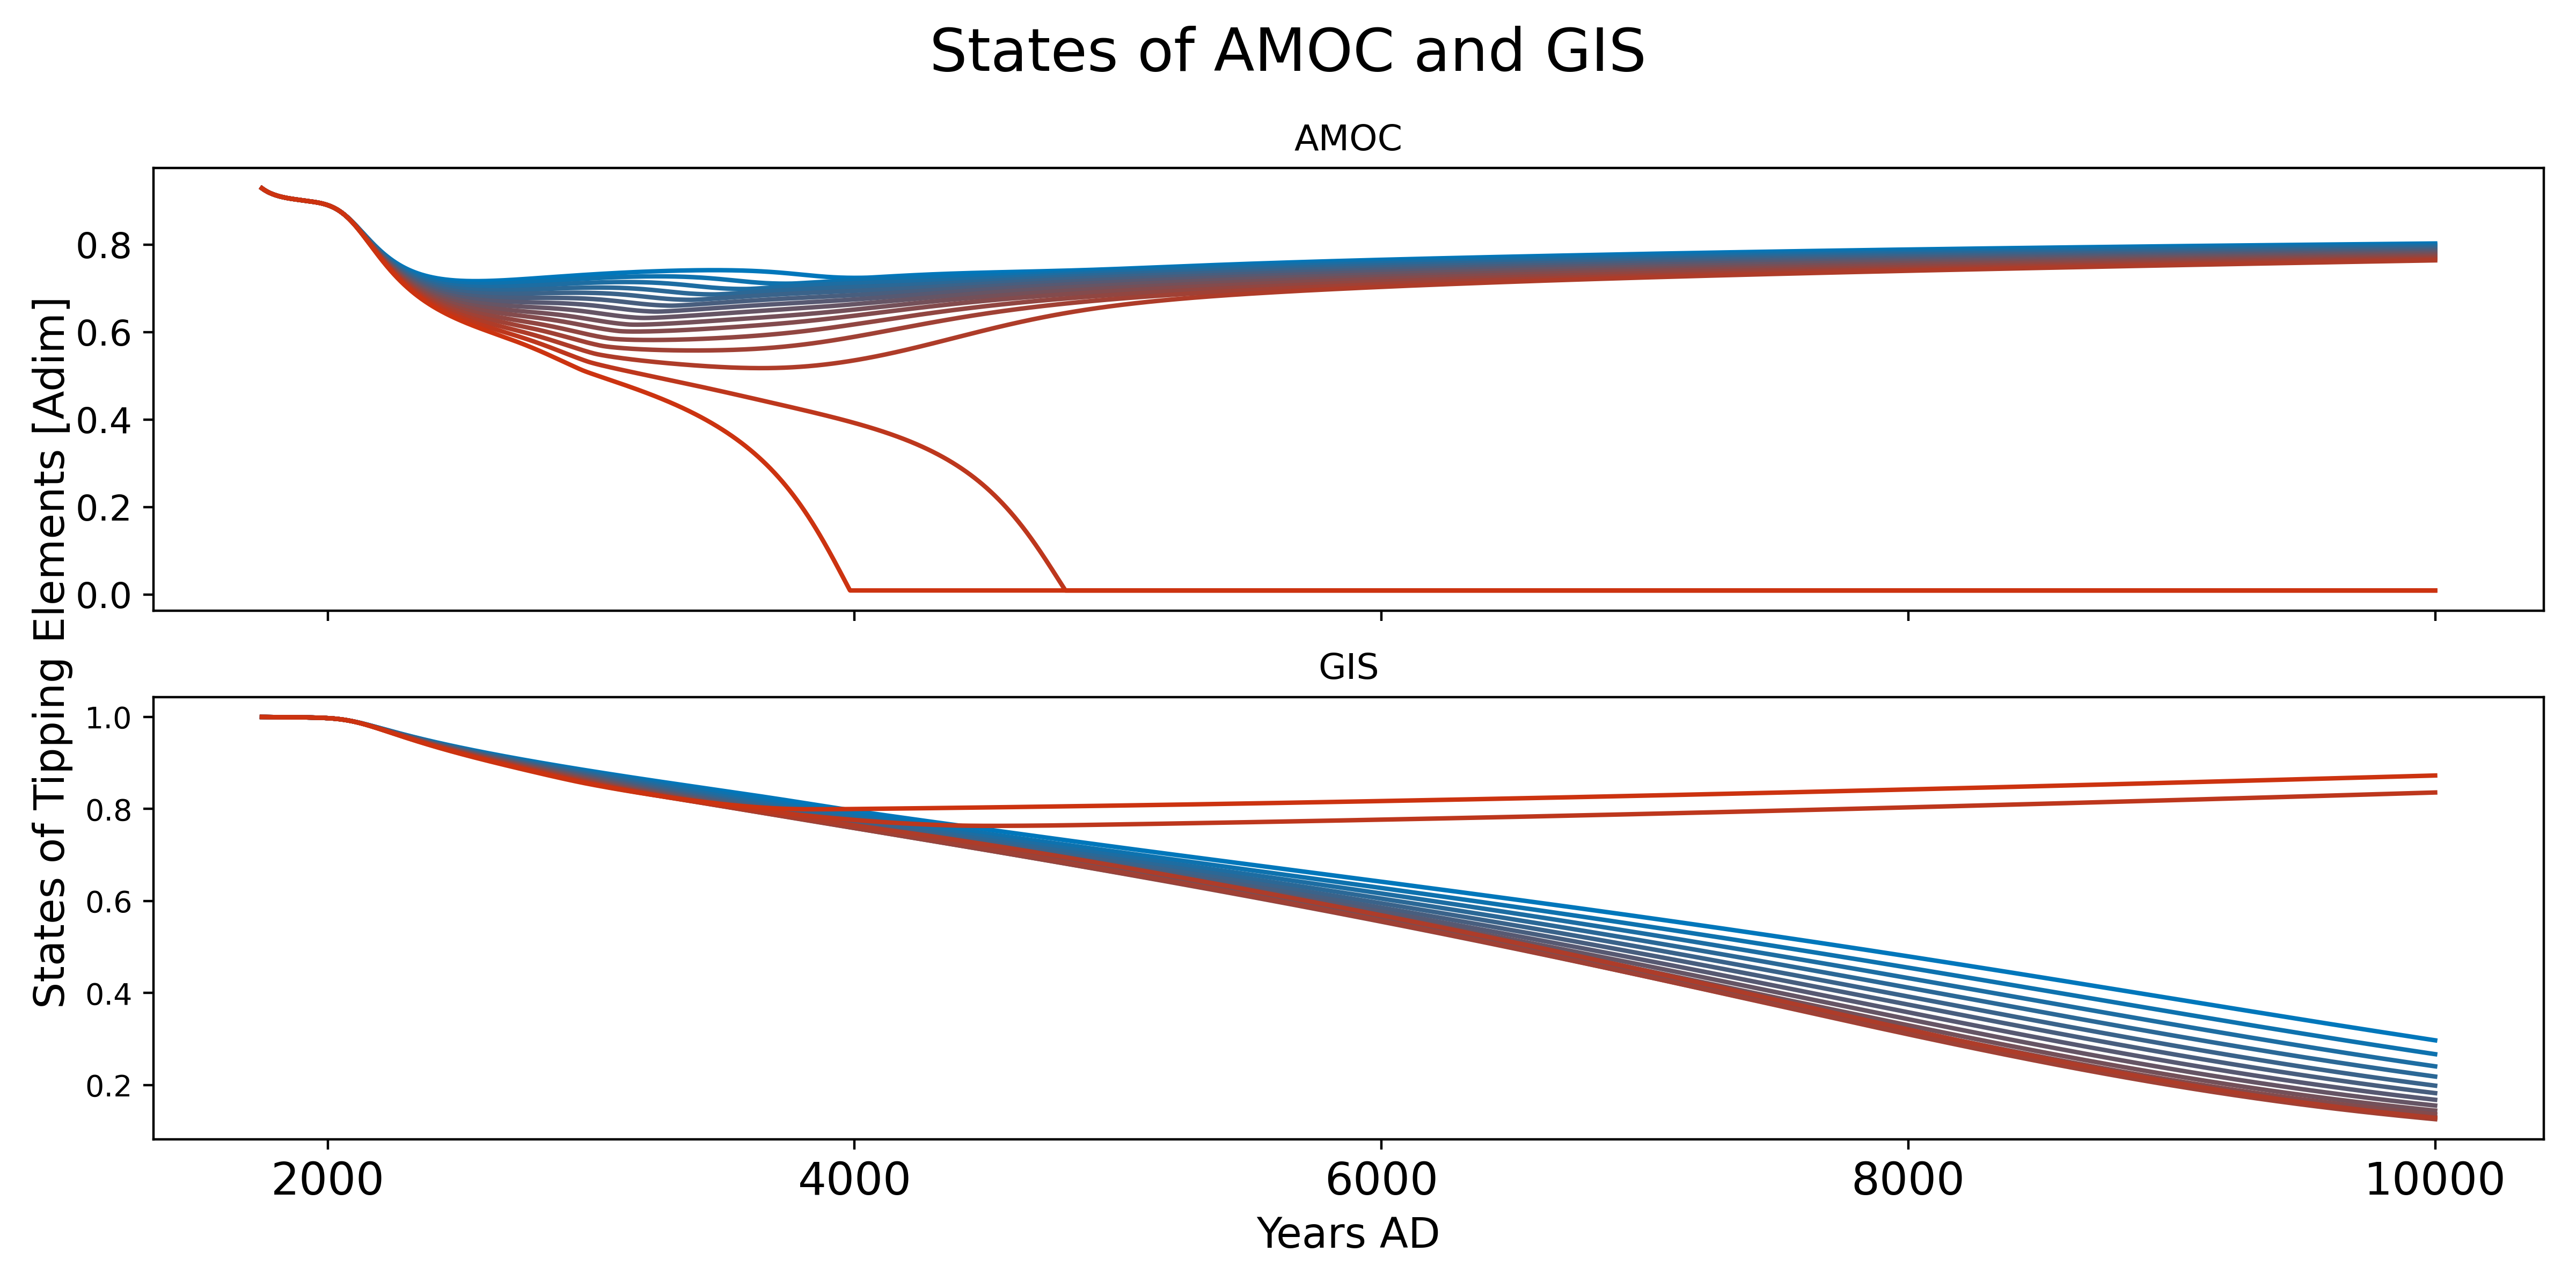 States of AMOC and GIS
AMOC
0.8
0.6
0.4
0.2
0.0
States of Tipping Elements [Adim]
GIS
1.0
0.8
0.6
0.4
0.2
2000 4000 6000 8000 10000
Years AD